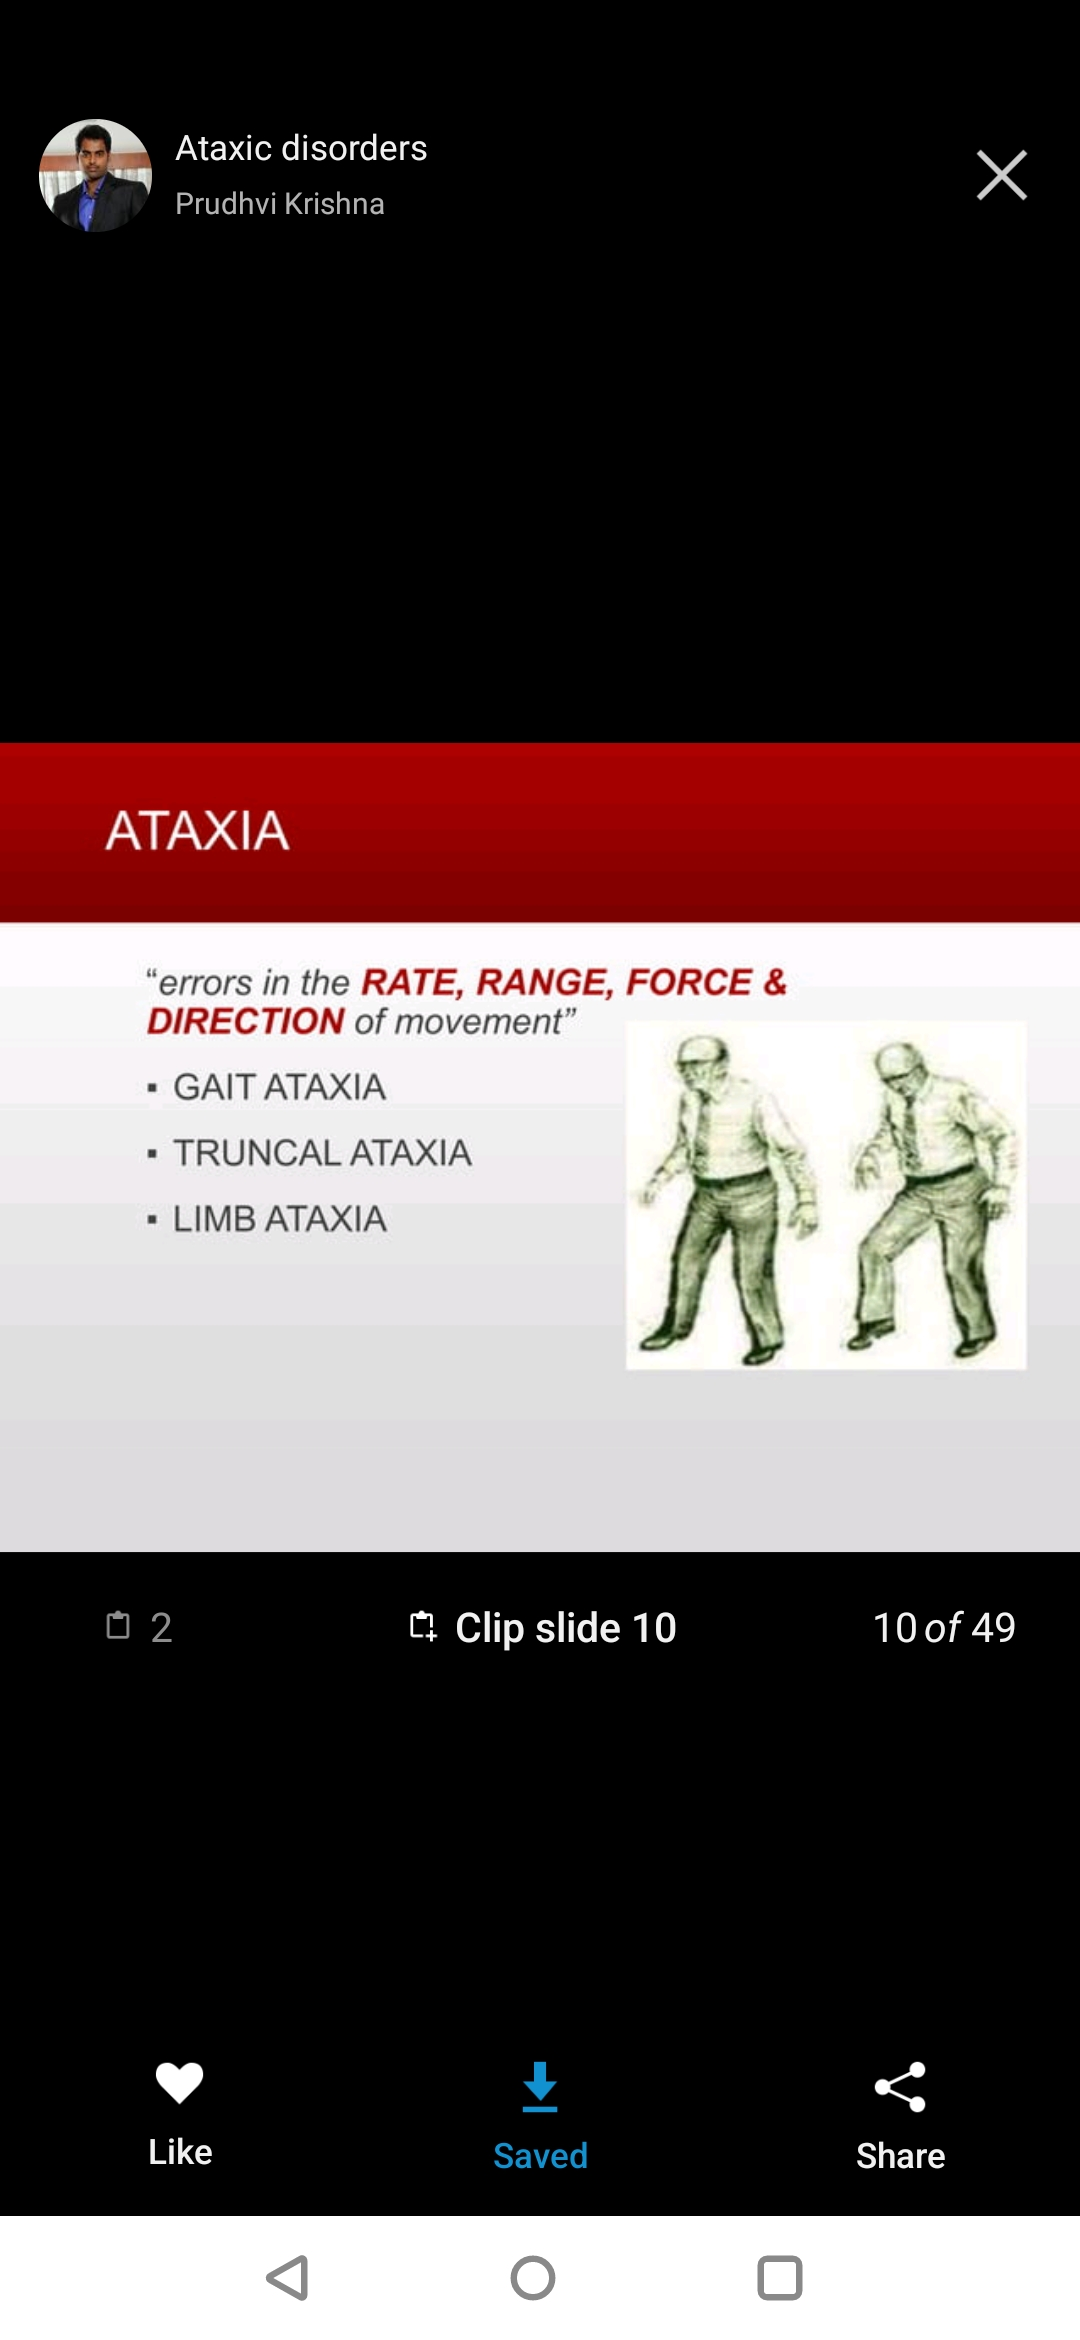 Ataxic disorders
Prudhvi Krishna
ATAXIA
“errors in the RATE, RANGE, FORCE &
DIRECTION of movement”
▪ GAIT ATAXIA
▪ TRUNCAL ATAXIA
▪ LIMB ATAXIA
2
Clip slide 10
10 of 49
Like
Saved
Share